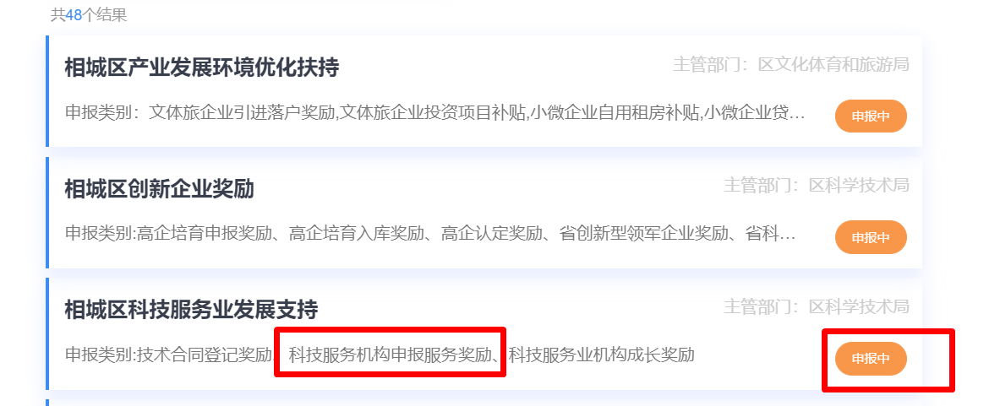 共48个结果
相城区产业发展环境优化扶持
主管部门：区文化体育和旅游局
申报类别：文体旅企业引进落户奖励,文体旅企业投资项目补贴,小微企业自用租房补贴,小微企业贷...
申报中
相城区创新企业奖励
主管部门：区科学技术局
申报类别:高企培育申报奖励、高企培育入库奖励、高企认定奖励、省创新型领军企业奖励、省科...
申报中
相城区科技服务业发展支持
主管部门：区科学技术局
申报类别:技术合同登记奖励、科技服务机构申报服务奖励、科技服务业机构成长奖励
申报中